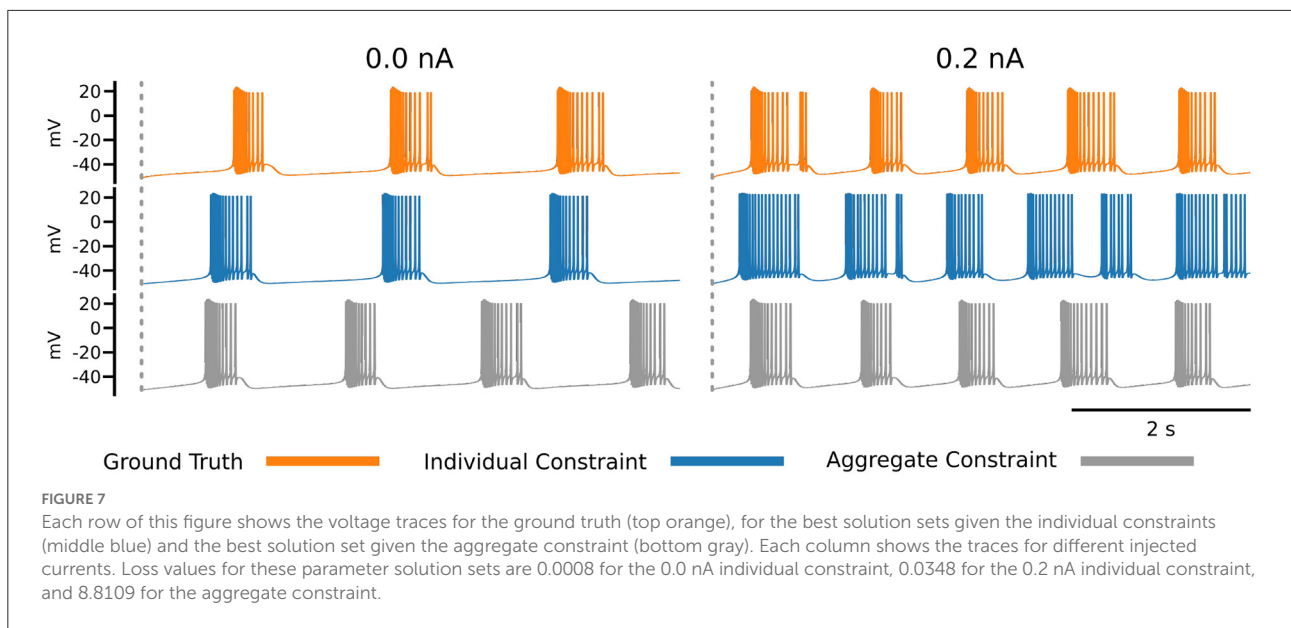 0.0 nA
0.2 nA
20
0
-20
-40
mV
20
0
-20
-40
mV
20
0
-20
-40
mV
2 s
Ground Truth
Individual Constraint
Aggregate Constraint
FIGURE 7
Each row of this figure shows the voltage traces for the ground truth (top orange), for the best solution sets given the individual constraints
(middle blue) and the best solution set given the aggregate constraint (bottom gray). Each column shows the traces for different injected
currents. Loss values for these parameter solution sets are 0.0008 for the 0.0 nA individual constraint, 0.0348 for the 0.2 nA individual constraint,
and 8.8109 for the aggregate constraint.